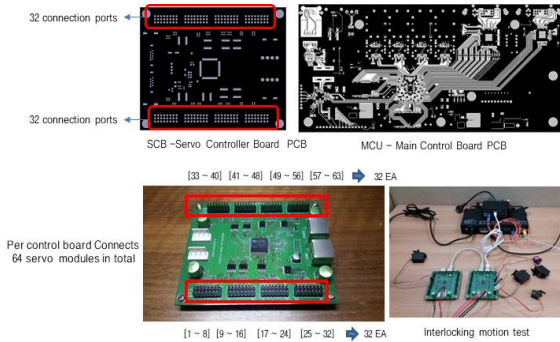 32 connection ports
32 connection ports
SCB -Servo Controller Board PCB
MCU - Main Control Board PCB
[33 ~ 40] [41 ~ 48] [49 ~ 56] [57 ~ 63] 32 EA
Per control board Connects
64 servo modules in total
[1 ~ 8] [9 ~ 16] [17 ~ 24] [25 ~ 32] 32 EA
Interlocking motion test